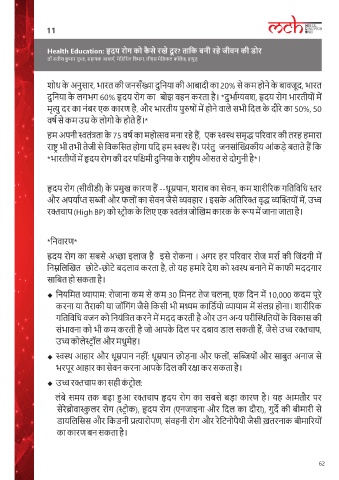 11
mch
Health Education: हृदय रोग को कैसे रखे दूर? ताकि बनी रहे जीवन की डोर
शोध के अनुसार, भारत की जनसँख्या दुनिया की आबादी का 20% से कम होने के बावजूद, भारत
दुनिया के लगभग 60% हृदय रोग का बोझ वहन करता है। *दुर्भाग्यवश, हृदय रोग भारतीयों में
मृत्यु दर का नंबर एक कारण है, और भारतीय पुरुषों में होने वाले सभी दिल के दौरे का 50%, 50
वर्ष से कम उम्र के लोगो के होते हैं।*
हम अपनी स्वतंत्रता के 75 वर्ष का महोत्सव मना रहे हैं, एक स्वस्थ समृद्ध परिवार की तरह हमारा
राष्ट्र भी तभी तेजी से विकसित होगा यदि हम स्वस्थ हैं। परंतु जनसांख्यिकीय आंकड़े बताते हैं कि
*भारतीयों में हृदय रोग की दर पश्चिमी दुनिया के राष्ट्रीय औसत से दोगुनी है*।
हृदय रोग (सीवीडी) के प्रमुख कारण हैं --धूम्रपान, शराब का सेवन, कम शारीरिक गतिविधि स्तर
और अपर्याप्त सब्जी और फलों का सेवन जैसे व्यवहार । इसके अतिरिक्त वृद्ध व्यक्तियों में, उच्च
रक्तचाप (High BP) को स्ट्रोक के लिए एक स्वतंत्र जोखिम कारक के रूप में जाना जाता है।
*निवारण*
हृदय रोग का सबसे अच्छा इलाज है इसे रोकना । अगर हर परिवार रोज मर्रा की जिंदगी में
निम्नलिखित छोटे-छोटे बदलाव करता है, तो यह हमारे देश को स्वस्थ बनाने में काफी मददगार
साबित हो सकता है।
◆ नियमित व्यायाम: रोजाना कम से कम 30 मिनट तेज चलना, एक दिन में 10,000 कदम पूरे
करना या तैराकी या जॉगिंग जैसे किसी भी मध्यम कार्डियो व्यायाम में संलग्न होना। शारीरिक
गतिविधि वजन को नियंत्रित करने में मदद करती है और उन अन्य परिस्थितियों के विकास की
संभावना को भी कम करती है जो आपके दिल पर दबाव डाल सकती हैं, जैसे उच्च रक्तचाप,
उच्च कोलेस्ट्रॉल और मधुमेह।
◆ स्वस्थ आहार और धूम्रपान नहीं: धूम्रपान छोड़ना और फलों, सब्जियों और साबुत अनाज से
भरपूर आहार का सेवन करना आपके दिल की रक्षा कर सकता है।
◆ उच्च रक्तचाप का सही कंट्रोल:
लंबे समय तक बढ़ा हुआ रक्तचाप हृदय रोग का सबसे बड़ा कारण है। यह आमतौर पर
सेरेब्रोवास्कुलर रोग (स्ट्रोक), हृदय रोग (एनजाइना और दिल का दौरा), गुर्दे की बीमारी से
डायलिसिस और किडनी प्रत्यारोपण, संवहनी रोग और रेटिनोपैथी जैसी ख़तरनाक बीमारियों
का कारण बन सकता है।
62